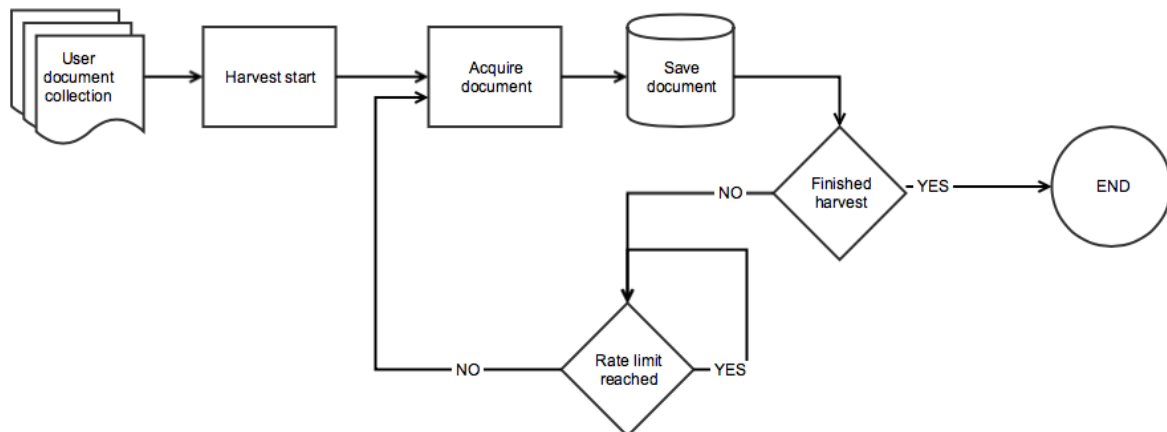 User
document
collection
Harvest start
Acquire
document
Save
document
Finished
harvest
NO
YES
END
Rate limit
reached
NO
YES